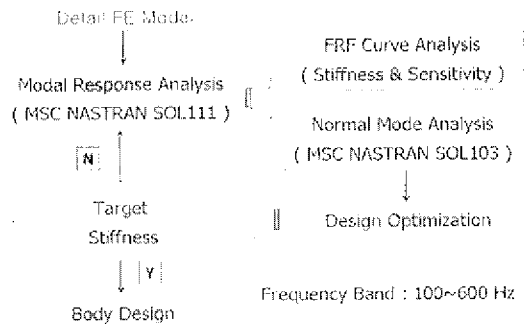 Detail FE Model
Modal Response Analysis
( MSC NASTRAN SOL111 )
N
Target
Stiffness
Y
Body Design
FRF Curve Analysis
( Stiffness & Sensitivity )
Normal Mode Analysis
( MSC NASTRAN SOL103 )
Design Optimization
Frequency Band : 100~600 Hz